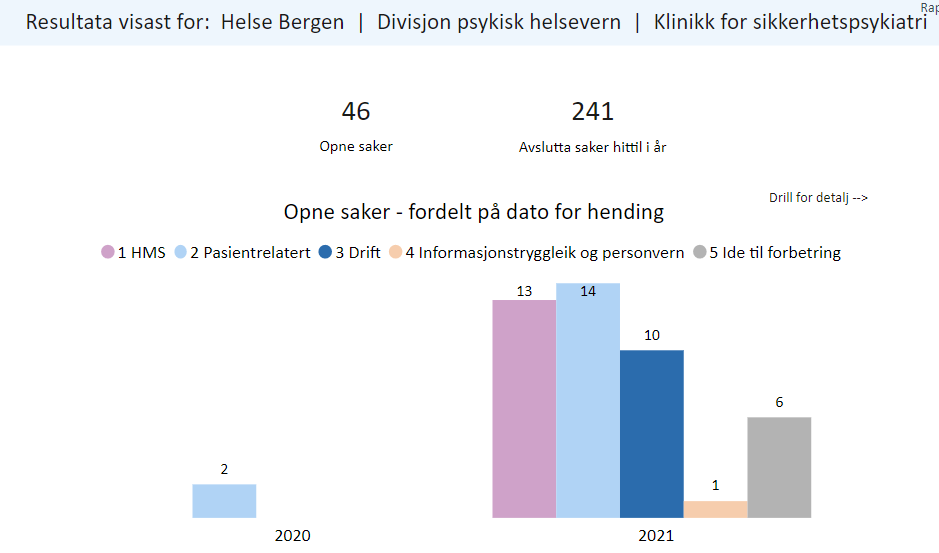 Rap
Resultata visast for: Helse Bergen | Divisjon psykisk helsevern | Klinikk for sikkerhetspsykiatri
46 241
Opne saker Avslutta saker hittil i år
Drill for detalj -->
Opne saker - fordelt på dato for hending
1 HMS 2 Pasientrelatert 3 Drift 4 Informasjonstryggleik og personvern 5 Ide til forbetring
13 14
10
6
2
1
2020 2021